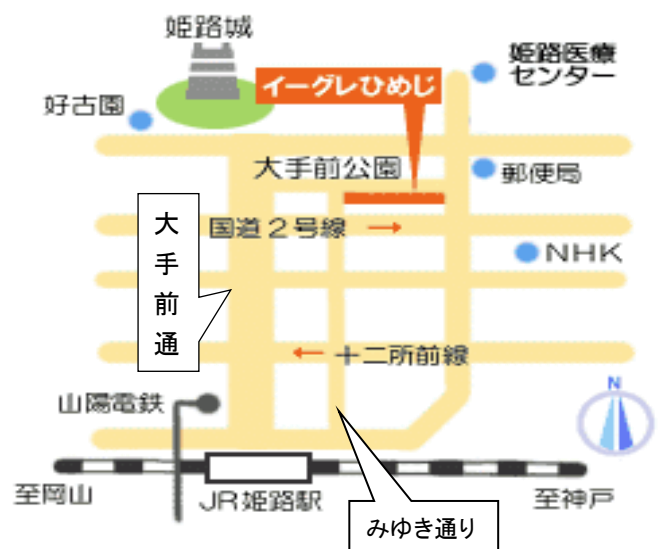 姫路城
姫路医療
センター
イーグレひめじ
好古園
大手前公園
郵便局
大手前通
国道2号線
NHK
十二所前線
山陽電鉄
N
至岡山
JR姫路駅
至神戸
みゆき通り